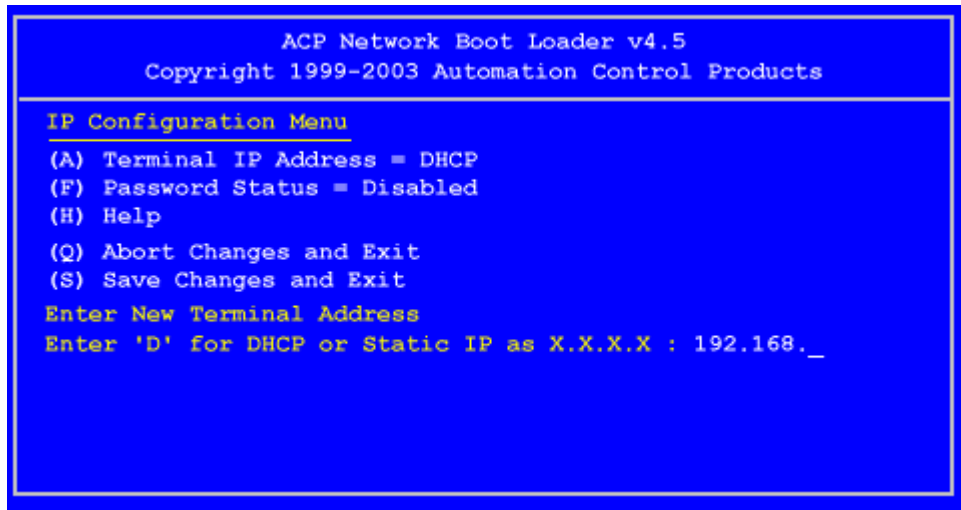 ACP Network Boot Loader v4.5
Copyright 1999-2003 Automation Control Products
IP Configuration Menu
(A) Terminal IP Address = DHCP
(F) Password Status = Disabled
(H) Help
(Q) Abort Changes and Exit
(S) Save Changes and Exit
Enter New Terminal Address
Enter 'D' for DHCP or Static IP as X.X.X.X : 192.168._